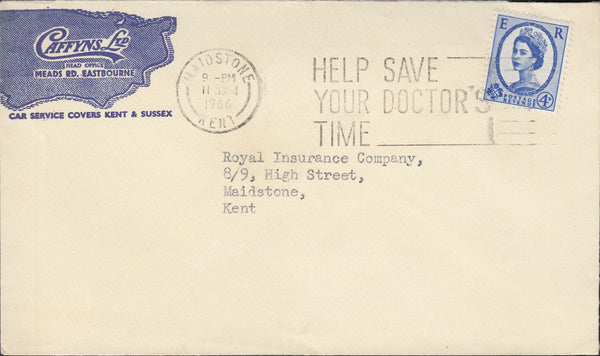 CAFFYNS LTD
HEAD OFFICE
MEADS RD. EASTBOURNE
CAR SERVICE COVERS KENT & SUSSEX
MAIDSTONE
9 - PM
11
1966
KENT
HELP SAVE
YOUR DOCTOR'S
TIME
E R
POSTAGE
REVENUE
4D
Royal Insurance Company,
8/9, High Street,
Maidstone,
Kent